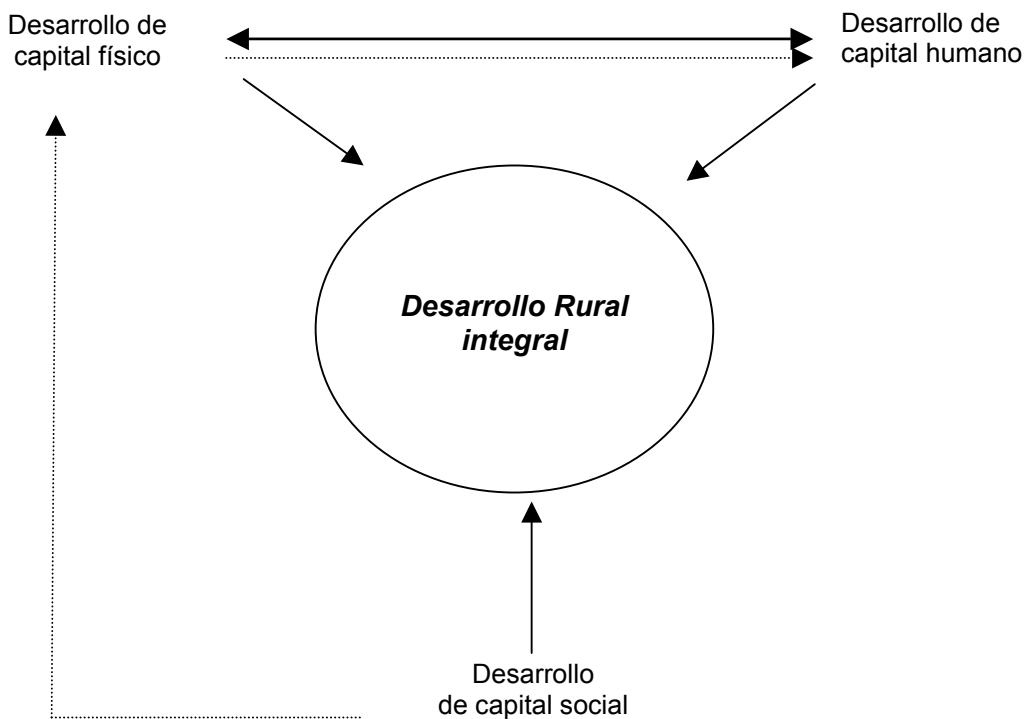 Desarrollo de
capital físico
Desarrollo de
capital humano
Desarrollo Rural
integral
Desarrollo
de capital social